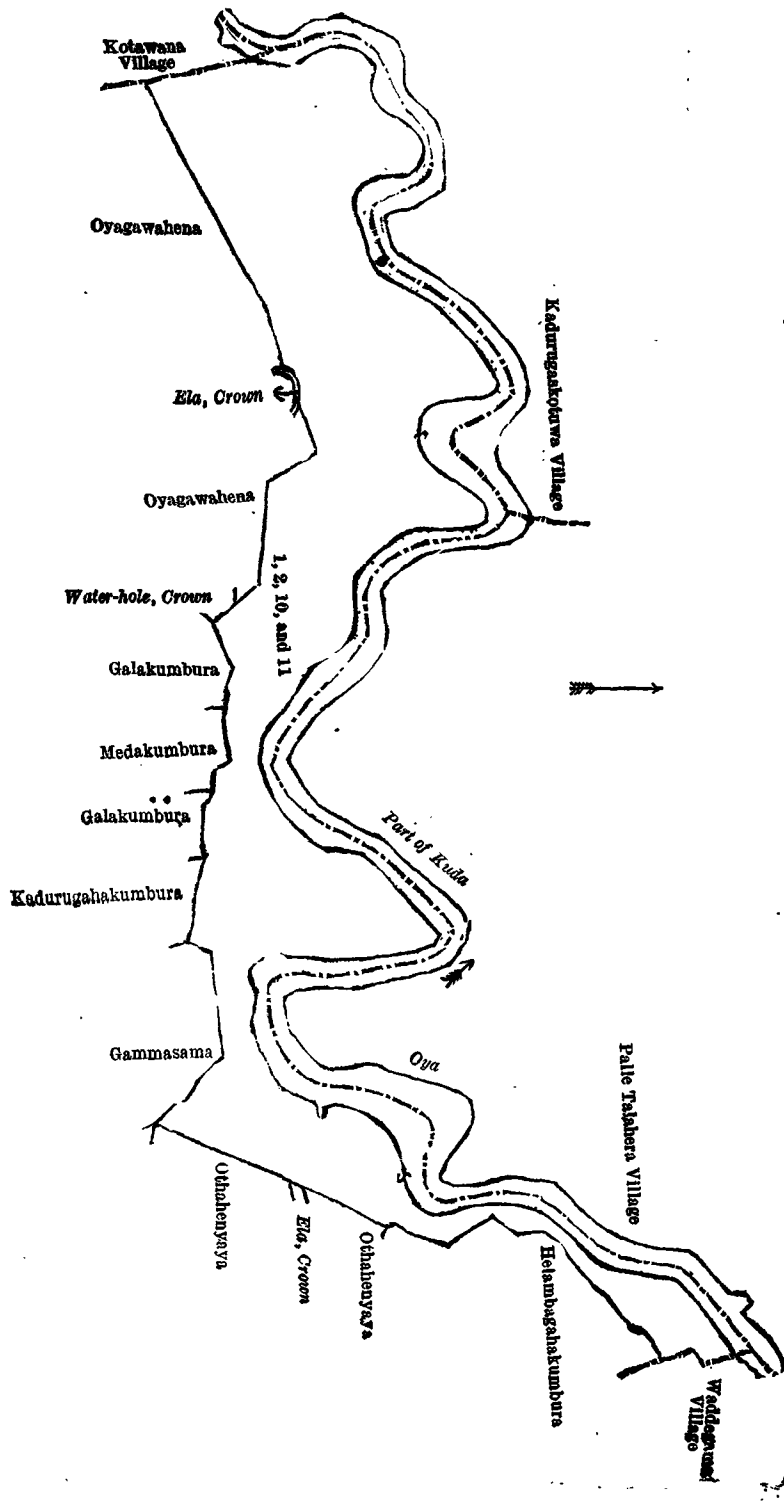 Kotawana
Village
Oyagawahena
Kadurugaakotuwa Village
Ela, Crown
Oyagawahena
1, 2, 10, and 11
Water-hole, Crown
Galakumbura
Medakumbura
Galakumbura
Part of Kuda
Kadurugahakumbura
Oya
Gammasama
Palle Talahera Village
Othahenyaya
Ela, Crown
Othahenyaya
Helambagahakumbura
Village